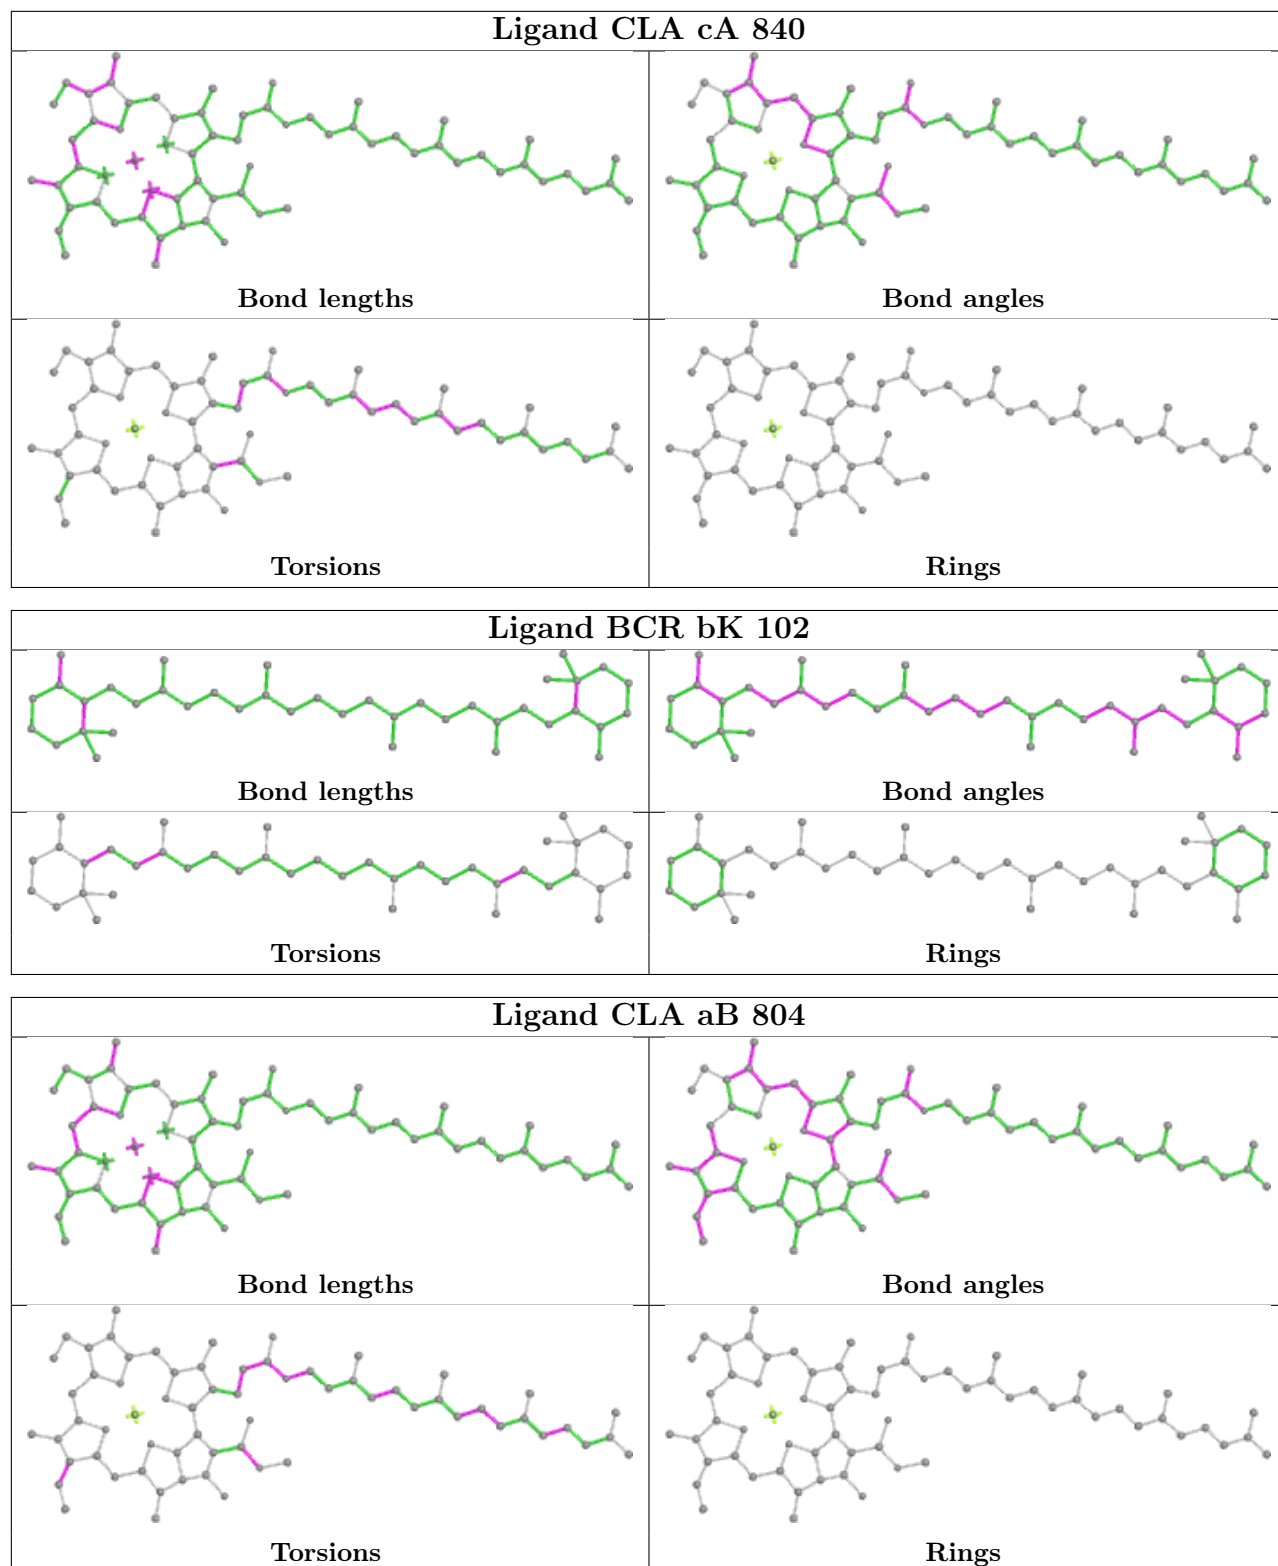 Ligand CLA cA 840
Bond lengths
Bond angles
Torsions
Rings
Ligand BCR bK 102
Bond lengths
Bond angles
Torsions
Rings
Ligand CLA aB 804
Bond lengths
Bond angles
Torsions
Rings